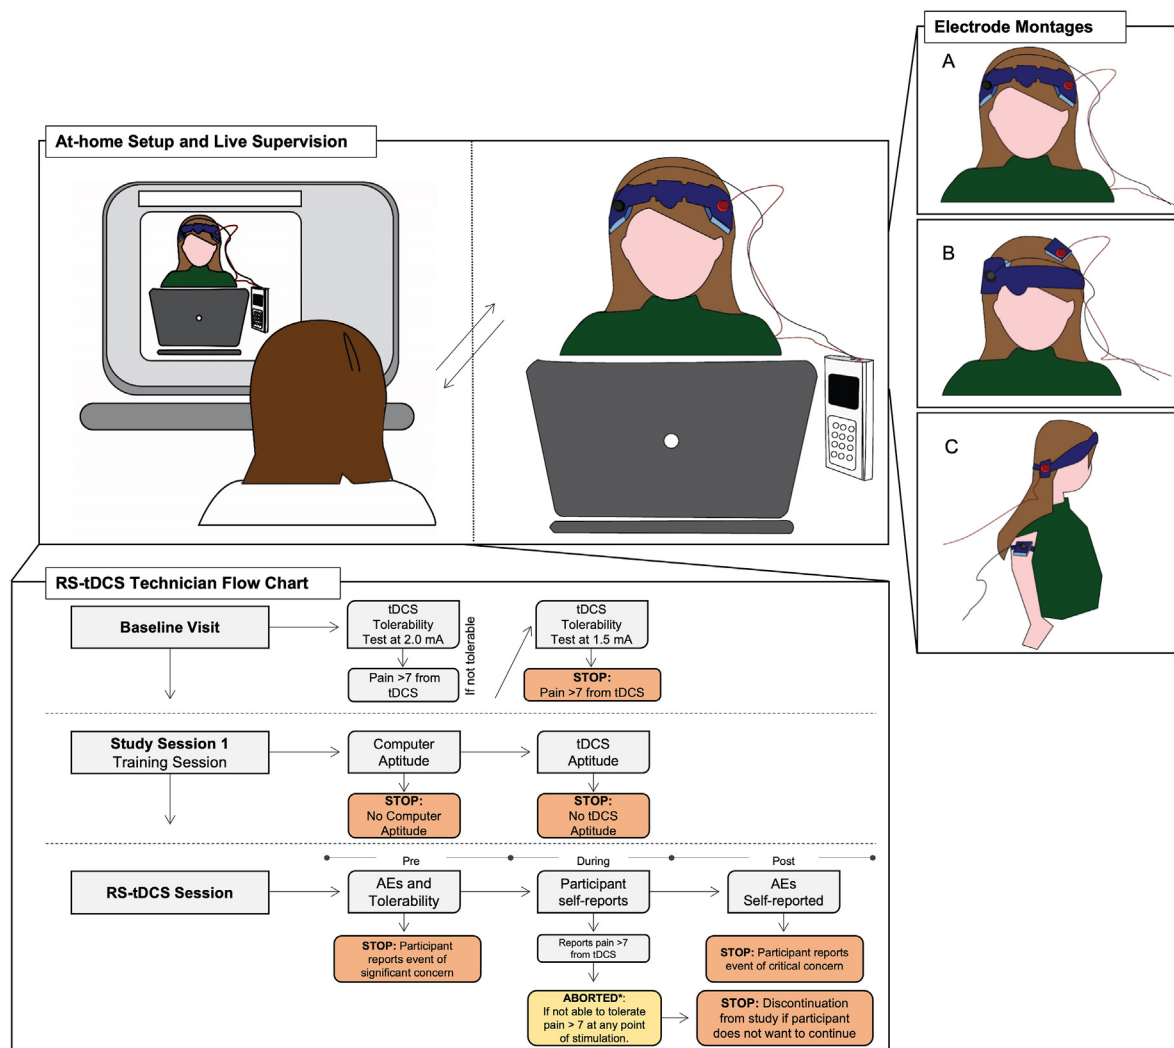 Electrode Montages
A
At-home Setup and Live Supervision
B
C
RS-tDCS Technician Flow Chart
Baseline Visit
tDCS
Tolerability
Test at 2.0 mA
Pain >7 from
tDCS
If not tolerable
tDCS
Tolerability
Test at 1.5 mA
STOP:
Pain >7 from tDCS
Study Session 1
Training Session
Computer
Aptitude
STOP:
No Computer
Aptitude
tDCS
Aptitude
STOP:
No tDCS
Aptitude
Pre
During
Post
RS-tDCS Session
AEs and
Tolerability
STOP: Participant
reports event of
significant concern
Participant
self-reports
Reports pain >7
from tDCS
ABORTED*:
If not able to tolerate
pain > 7 at any point
of stimulation.
AEs
Self-reported
STOP: Participant reports
event of critical concern
STOP: Discontinuation
from study if participant
does not want to continue